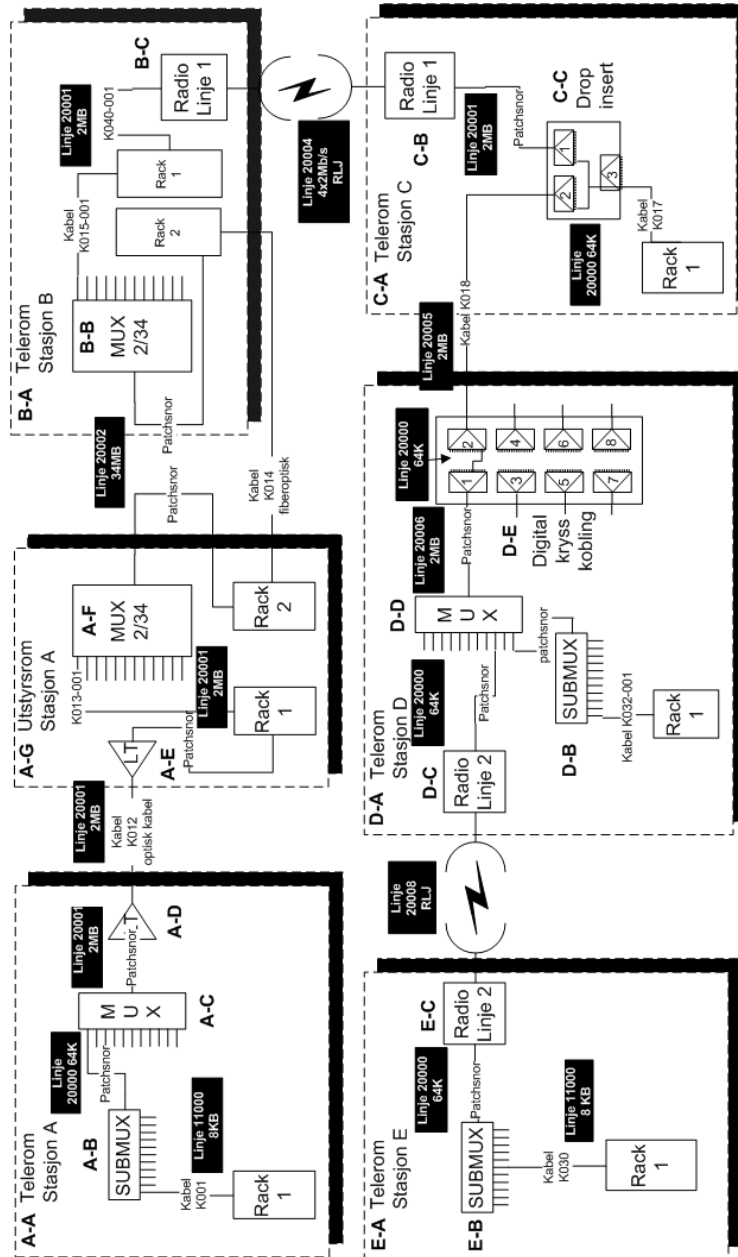 A-A Telerom
Stasjon A
A-B
SUBMUX
Kabel
K001
Rack
1
Linje 11000
8KB
Linje
20000 64K
Patchsnor
M
U
X
A-C
Linje 20001
2MB
Patchsnor
LT
A-D
Linje 20001
2MB
Kabel
K012
optisk kabel
A-G Utstyrsrom
Stasjon A
LT
A-E
Patchsnor
K013-001
Linje 20001
2MB
Rack
1
A-F
MUX
2/34
Rack
2
Patchsnor
Linje 20002
34MB
Patchsnor
Kabel
K014
fiberoptisk
B-A Telerom
Stasjon B
B-B
MUX
2/34
Kabel
K015-001
Rack
2
Rack
1
Linje 20001
2MB
K040-001
B-C
Radio
Linje 1
Linje 20004
4x2Mb/s
RLJ
E-A Telerom
Stasjon E
E-B
SUBMUX
Kabel
K030
Rack
1
Linje 11000
8 KB
Linje 20000
64K
Patchsnor
E-C
Radio
Linje 2
Linje
20008
RLJ
D-A Telerom
Stasjon D
D-C
Radio
Linje 2
Linje 20000
64K
Patchsnor
D-B
SUBMUX
Kabel K032-001
Rack
1
patchsnor
D-D
M
U
X
Linje 20006
2MB
Patchsnor
D-E
Digital
kryss
kobling
Linje 20000
64K
1
2
3
4
5
6
7
8
Linje 20005
2MB
Kabel K018
C-A Telerom
Stasjon C
Linje
20000 64K
Kabel
K017
Rack
1
2
1
3
C-C
Drop
insert
Linje 20001
2MB
Patchsnor
C-B
Radio
Linje 1